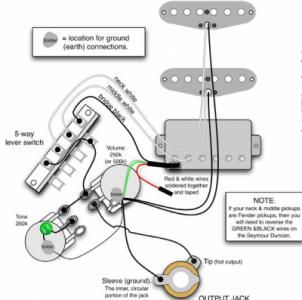 Solder
= location for ground
(earth) connections.
neck white
middle white
bridge black
5-way
lever switch
Volume
250k
(or 500k)
Solder
Red & white wires
soldered together
and taped
Tone
250k
Solder
NOTE:
If your neck & middle pickups
are Fender pickups, then you
will need to reverse the
GREEN &BLACK wires on
the Seymour Duncan.
Tip (hot output)
Sleeve (ground).
The inner, circular
portion of the jack
OUTPUT JACK